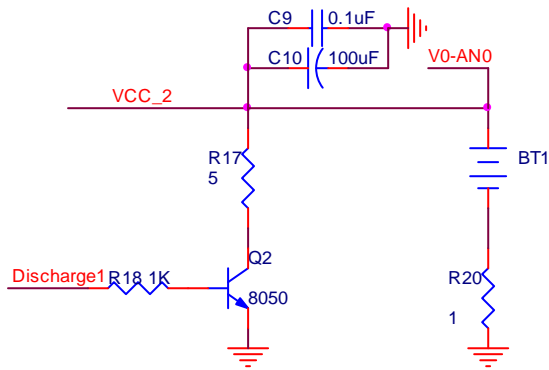 C9 0.1uF
C10 100uF
V0-AN0
VCC_2
R17
5
BT1
Q2
Discharge1 R18 1K
8050
R20
1